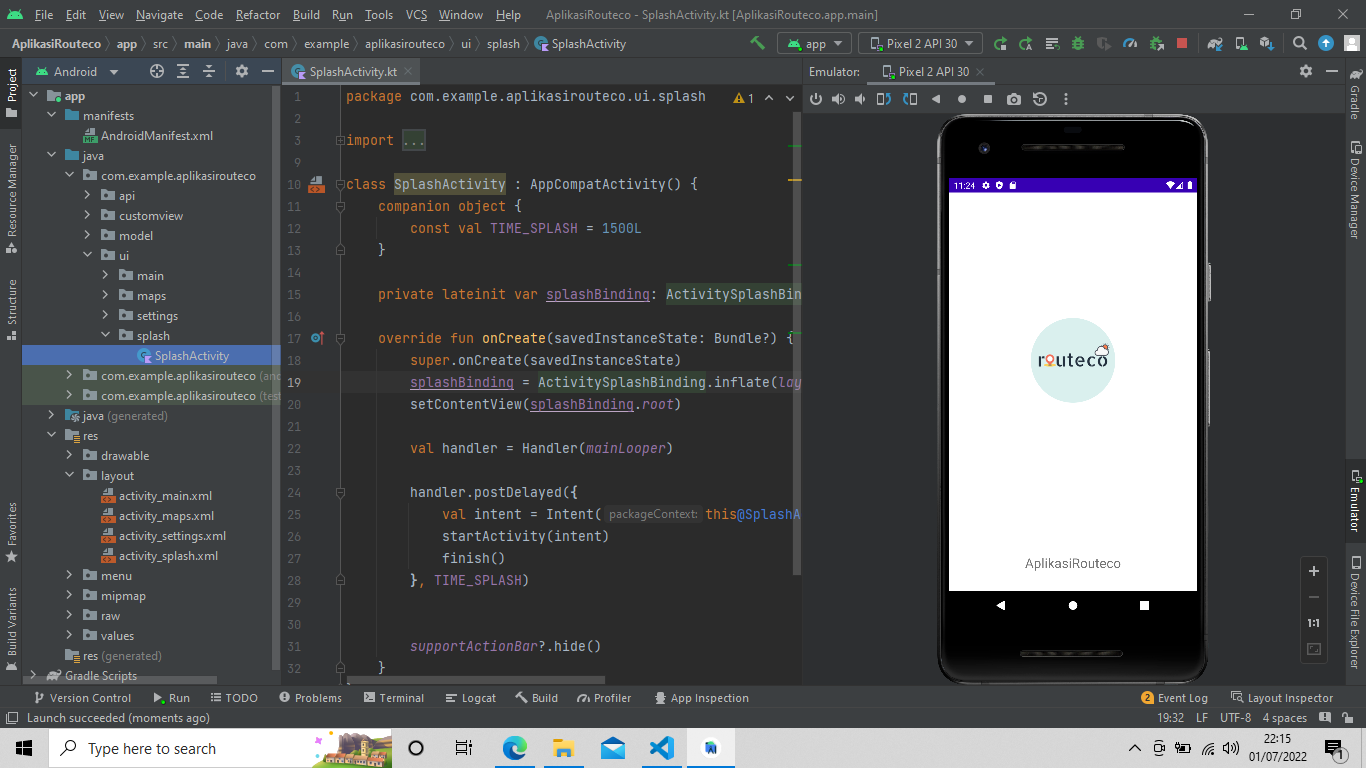 File Edit View Navigate Code Refactor Build Run Tools VCS Window Help AplikasiRouteco - SplashActivity.kt [AplikasiRouteco.app.main]
AplikasiRouteco app src main java com example aplikasirouteco ui splash SplashActivity app Pixel 2 API 30
Project
Resource Manager
Structure
Favorites
Build Variants
Android
app
manifests
AndroidManifest.xml
java
com.example.aplikasirouteco
api
customview
model
ui
main
maps
settings
splash
SplashActivity
com.example.aplikasirouteco (and
com.example.aplikasirouteco (test
java (generated)
res
drawable
layout
activity_main.xml
activity_maps.xml
activity_settings.xml
activity_splash.xml
menu
mipmap
raw
values
res (generated)
Gradle Scripts
SplashActivity.kt
1 package com.example.aplikasirouteco.ui.splash 1
2
3 import ...
9
10 class SplashActivity : AppCompatActivity() {
11 companion object {
12 const val TIME_SPLASH = 1500L
13 }
14
15 private lateinit var splashBinding: ActivitySplashBin
16
17 override fun onCreate(savedInstanceState: Bundle?) {
18 super.onCreate(savedInstanceState)
19 splashBinding = ActivitySplashBinding.inflate(lay
20 setContentView(splashBinding.root)
21
22 val handler = Handler(mainLooper)
23
24 handler.postDelayed({
25 val intent = Intent( packageContext: this@SplashA
26 startActivity(intent)
27 finish()
28 }, TIME_SPLASH)
29
30
31 supportActionBar?.hide()
32 }
Emulator: Pixel 2 API 30
11:24
routeco
AplikasiRouteco
1:1
Gradle
Device Manager
Emulator
Device File Explorer
Version Control Run TODO Problems Terminal Logcat Build Profiler App Inspection 2 Event Log Layout Inspector
Launch succeeded (moments ago) 19:32 LF UTF-8 4 spaces
Type here to search
22:15
01/07/2022
1